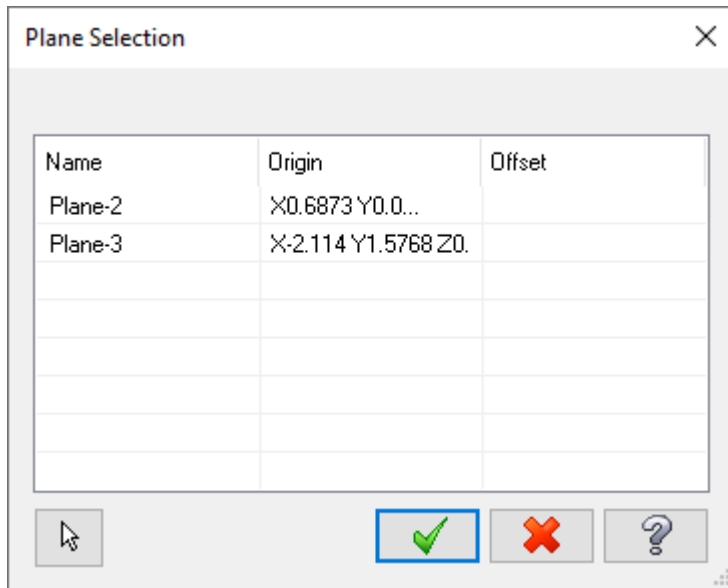 Plane Selection
Name Origin Offset
Plane-2 X0.6873 Y0.0...
Plane-3 X-2.114 Y1.5768 Z0.